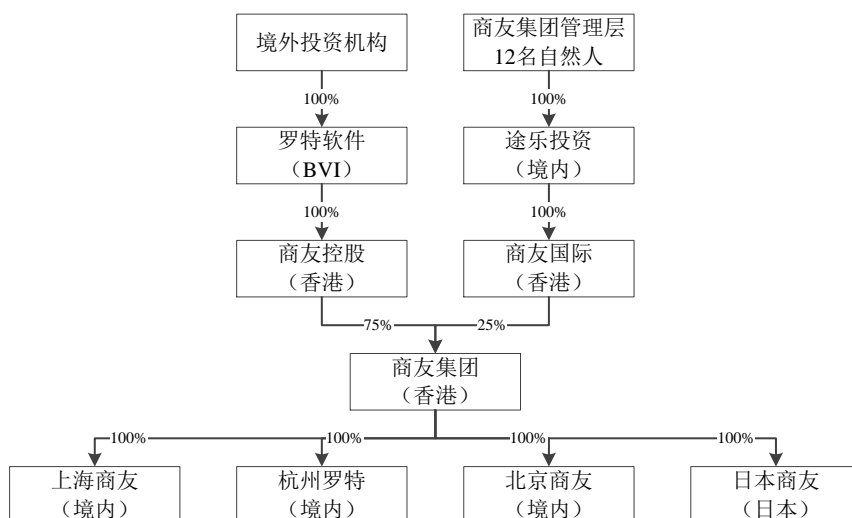 境外投资机构
商友集团管理层
12名自然人
100%
100%
罗特软件
（BVI）
途乐投资
（境内）
100%
100%
商友控股
（香港）
商友国际
（香港）
75%
25%
商友集团
（香港）
100%
100%
100%
100%
上海商友
（境内）
杭州罗特
（境内）
北京商友
（境内）
日本商友
（日本）